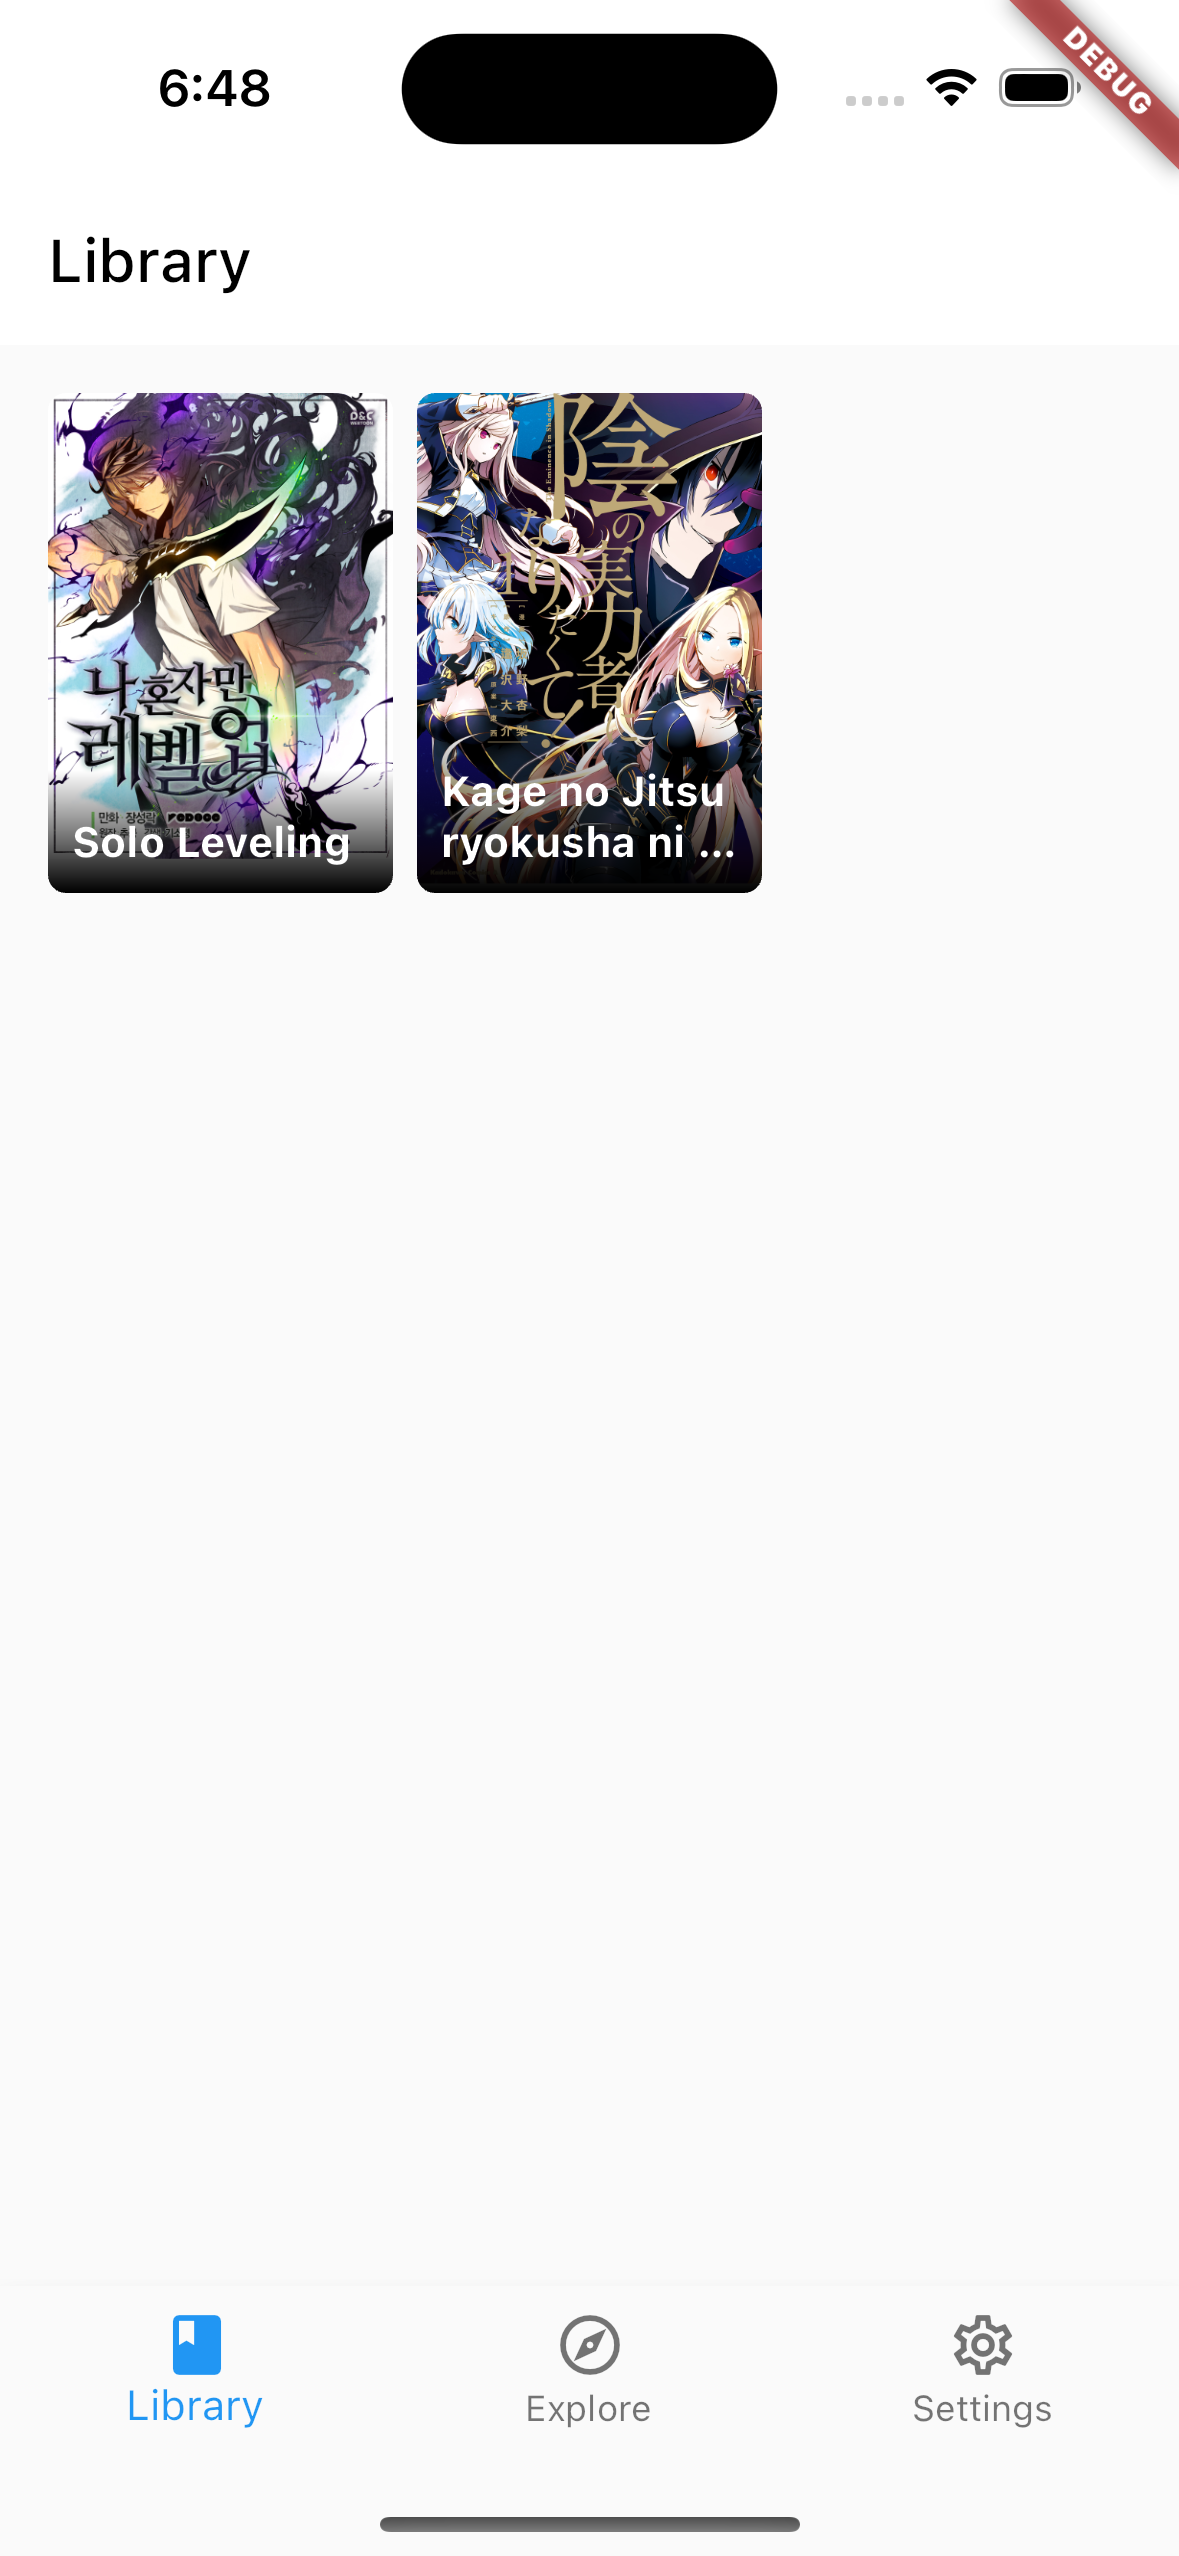 6:48
DEBUG
Library
D&C
WEBTOON
나 혼자만
레벨업
만화 장성락
Solo Leveling
The Eminence in Shadow
陰の実力者に
なりたくて!
1
Kage no Jitsu
ryokusha ni ...
Library
Explore
Settings